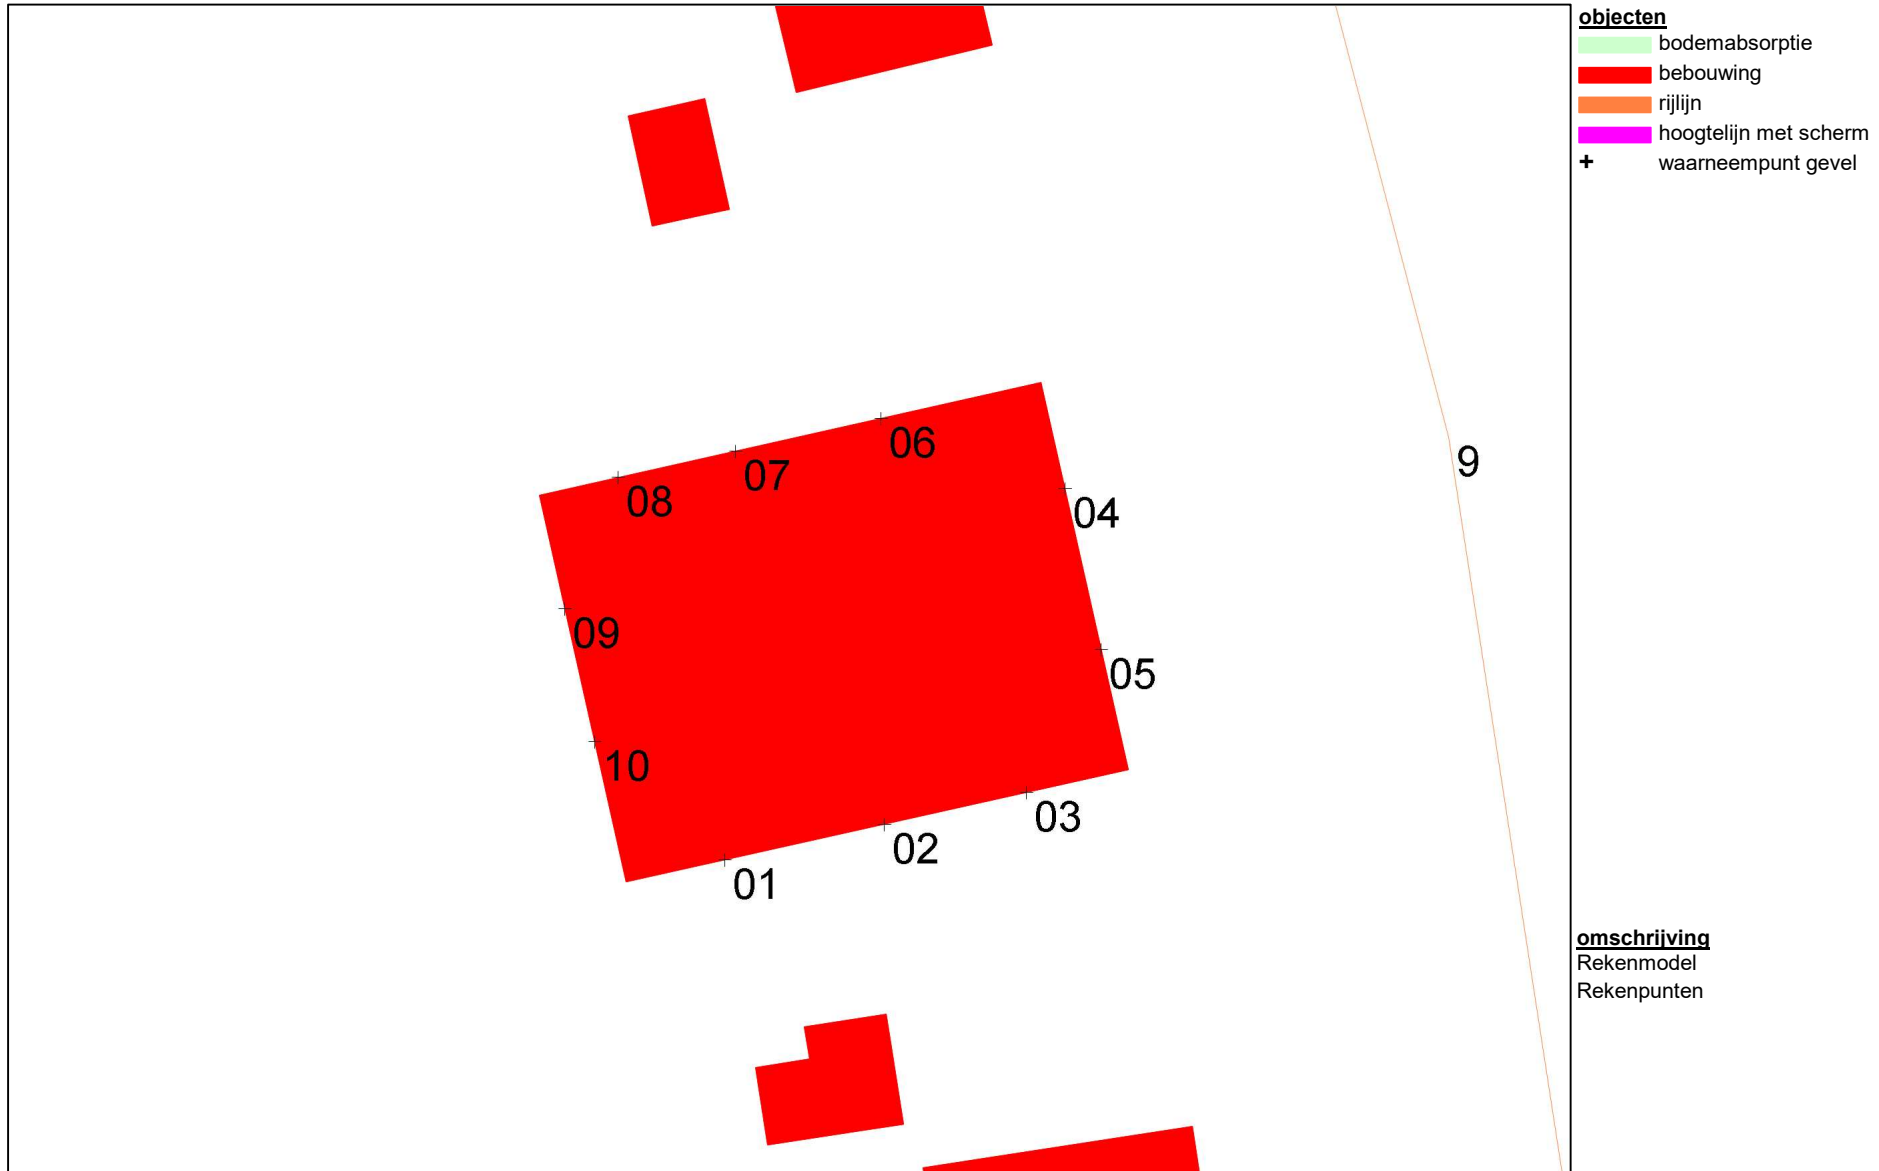 objecten
bodemabsorptie
bebouwing
rijlijn
hoogtelijn met scherm
+ waarneempunt gevel
06
9
07
08
04
09
05
10
03
02
01
omschrijving
Rekenmodel
Rekenpunten